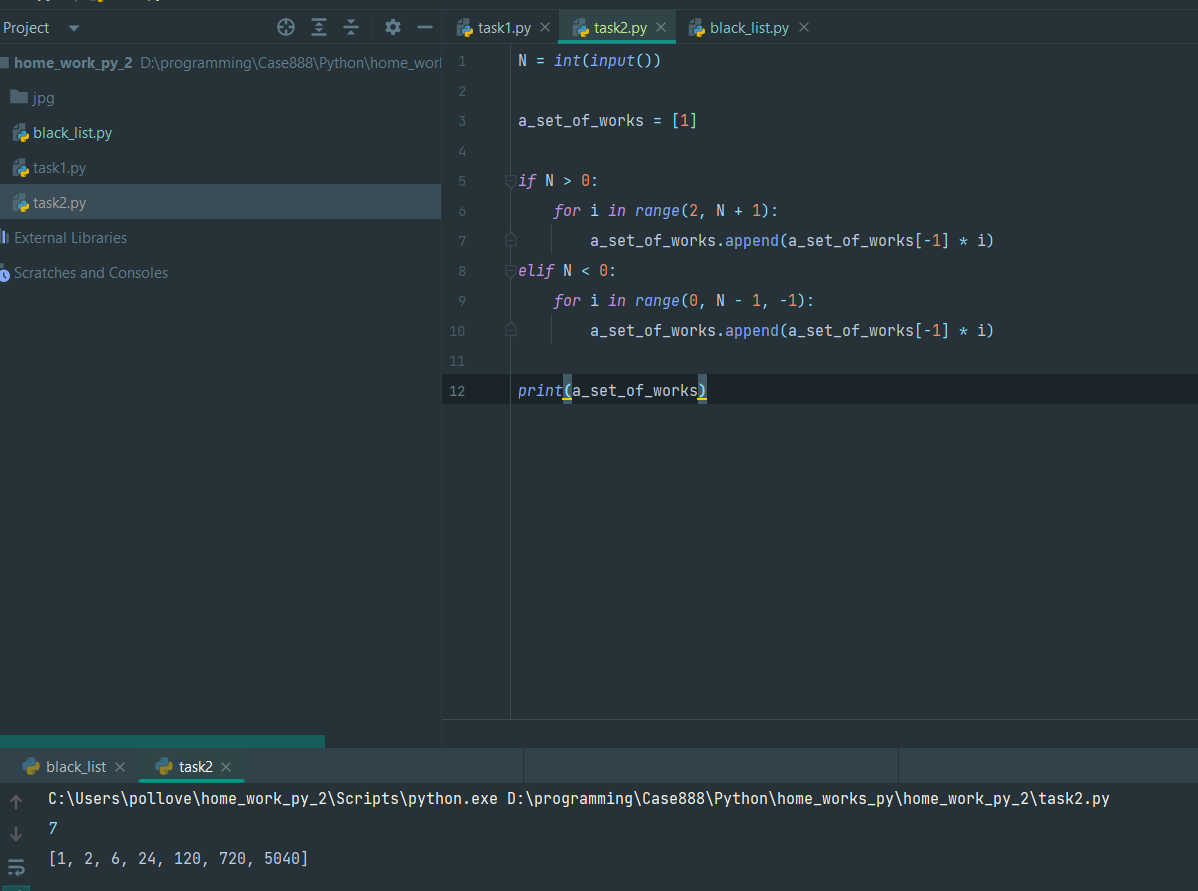 Project
home_work_py_2 D:\programming\Case888\Python\home_wor
jpg
black_list.py
task1.py
task2.py
External Libraries
Scratches and Consoles
task1.py task2.py black_list.py
1 N = int(input())
2
3 a_set_of_works = [1]
4
5 if N > 0:
6 for i in range(2, N + 1):
7 a_set_of_works.append(a_set_of_works[-1] * i)
8 elif N < 0:
9 for i in range(0, N - 1, -1):
10 a_set_of_works.append(a_set_of_works[-1] * i)
11
12 print(a_set_of_works)
black_list task2
C:\Users\pollove\home_work_py_2\Scripts\python.exe D:\programming\Case888\Python\home_works_py\home_work_py_2\task2.py
7
[1, 2, 6, 24, 120, 720, 5040]